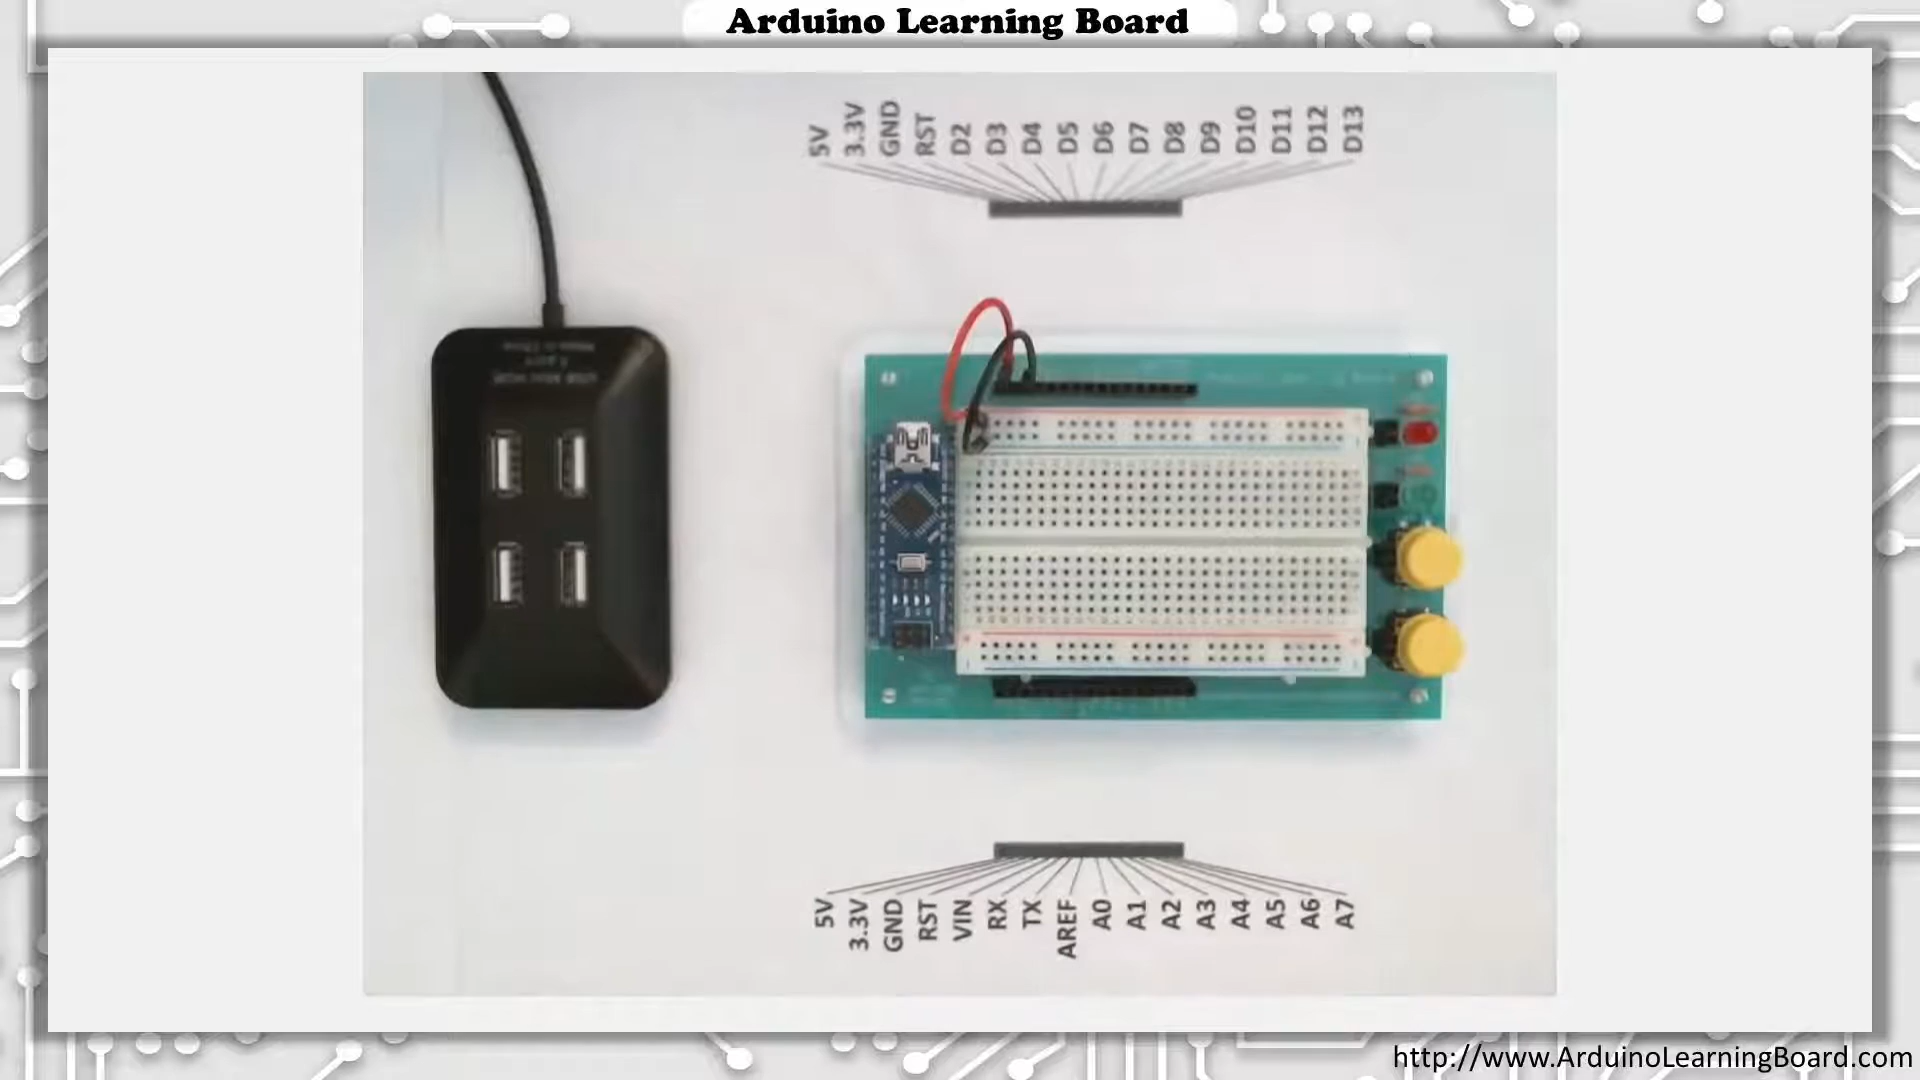 Arduino Learning Board
5V 3.3V GND RST D2 D3 D4 D5 D6 D7 D8 D9 D10 D11 D12 D13
5V 3.3V GND RST VIN RX TX AREF A0 A1 A2 A3 A4 A5 A6 A7
http://www.ArduinoLearningBoard.com